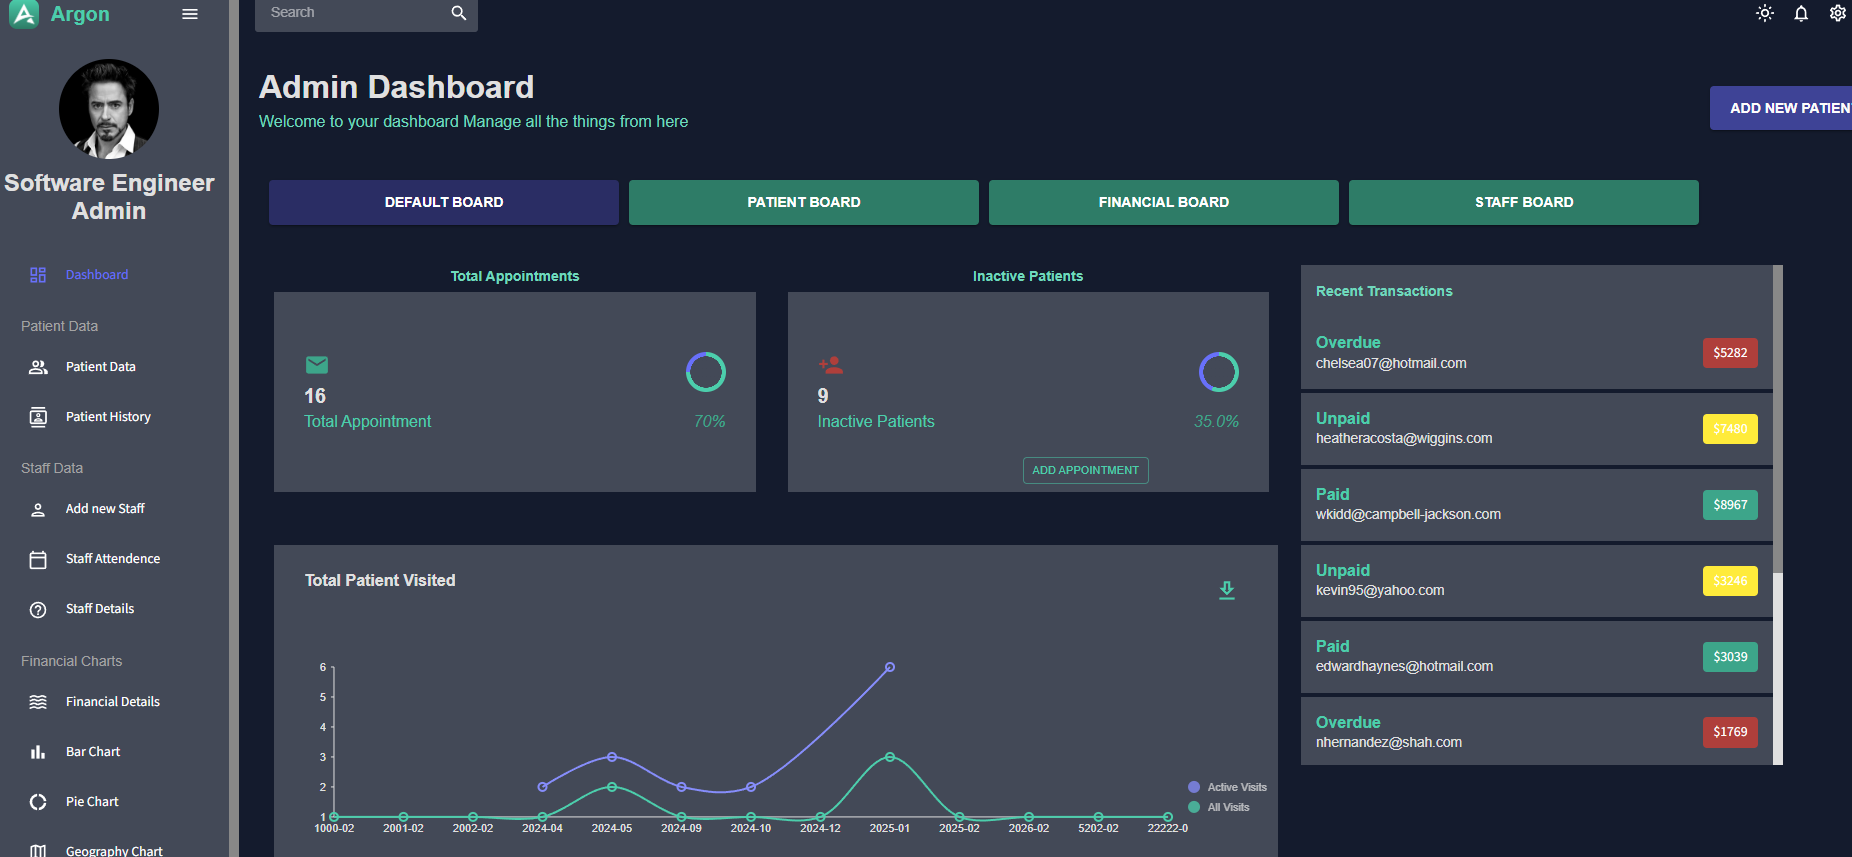 Argon
Search
Software Engineer
Admin
Dashboard
Patient Data
Patient Data
Patient History
Staff Data
Add new Staff
Staff Attendence
Staff Details
Financial Charts
Financial Details
Bar Chart
Pie Chart
Geography Chart
Admin Dashboard
Welcome to your dashboard Manage all the things from here
ADD NEW PATIEN
DEFAULT BOARD
PATIENT BOARD
FINANCIAL BOARD
STAFF BOARD
Total Appointments
16
Total Appointment
70%
Inactive Patients
9
Inactive Patients
35.0%
ADD APPOINTMENT
Total Patient Visited
6
5
4
3
2
1
1000-02 2001-02 2002-02 2024-04 2024-05 2024-09 2024-10 2024-12 2025-01 2025-02 2026-02 5202-02 22222-0
Active Visits
All Visits
Recent Transactions
Overdue
chelsea07@hotmail.com
$5282
Unpaid
heatheracosta@wiggins.com
$7480
Paid
wkidd@campbell-jackson.com
$8967
Unpaid
kevin95@yahoo.com
$3246
Paid
edwardhaynes@hotmail.com
$3039
Overdue
nhernandez@shah.com
$1769